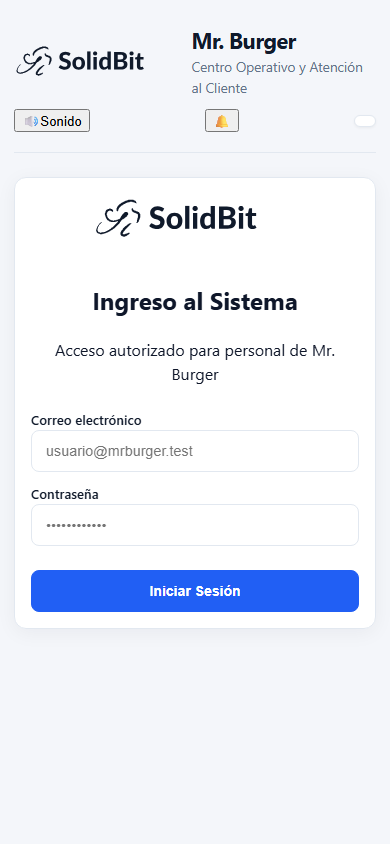 SolidBit
Mr. Burger
Centro Operativo y Atención
al Cliente
🔊Sonido
🔔
SolidBit
Ingreso al Sistema
Acceso autorizado para personal de Mr.
Burger
Correo electrónico
usuario@mrburger.test
Contraseña
••••••••••••
Iniciar Sesión